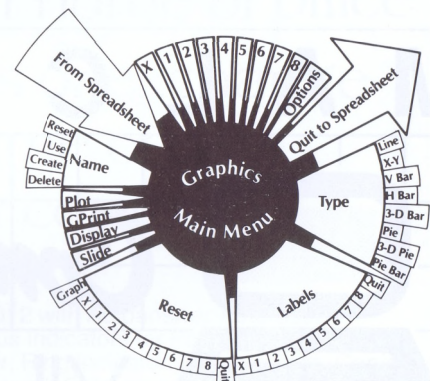 From Spreadsheet
X
1
2
3
4
5
6
7
8
Options
Quit to Spreadsheet
Graphics
Main Menu
Type
Line
X-Y
V Bar
H Bar
3-D Bar
Pie
3-D Pie
Pie Bar
Quit
Labels
X
1
2
3
4
5
6
7
8
Reset
Graph
X
1
2
3
4
5
6
7
8
Quit
Slide
Display
GPrint
Plot
Name
Reset
Use
Create
Delete